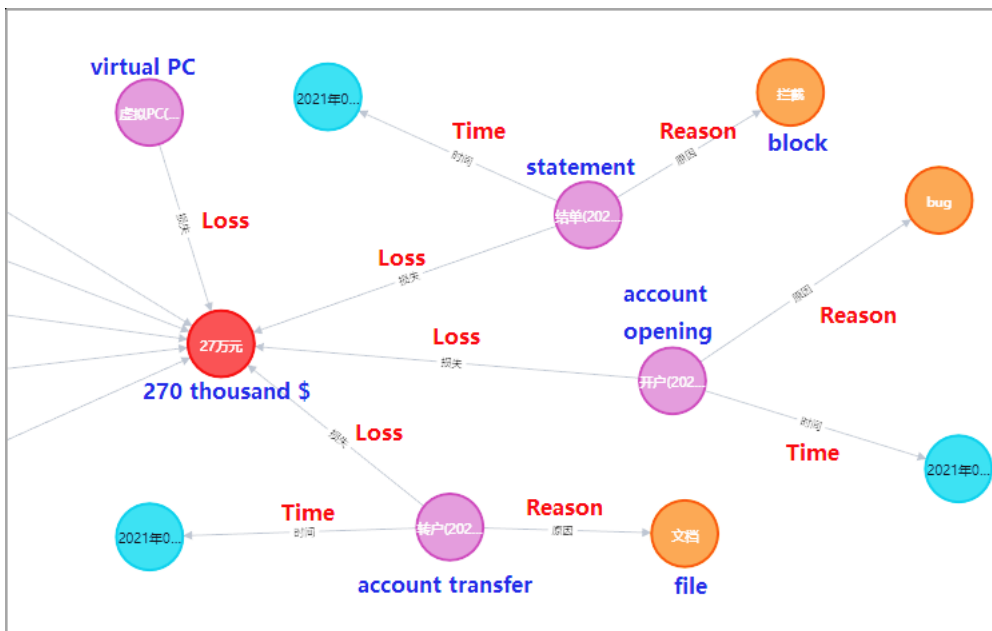 virtual PC
虚拟PC(...
2021年0...
Time
时间
Reason
原因
拦截
block
statement
结单(202...
bug
Loss
损失
Loss
损失
account
opening
原因
Reason
27万元
270 thousand $
Loss
损失
开户(202...
时间
Time
2021年0...
Loss
损失
2021年0...
Time
时间
转户(202...
account transfer
Reason
原因
文档
file